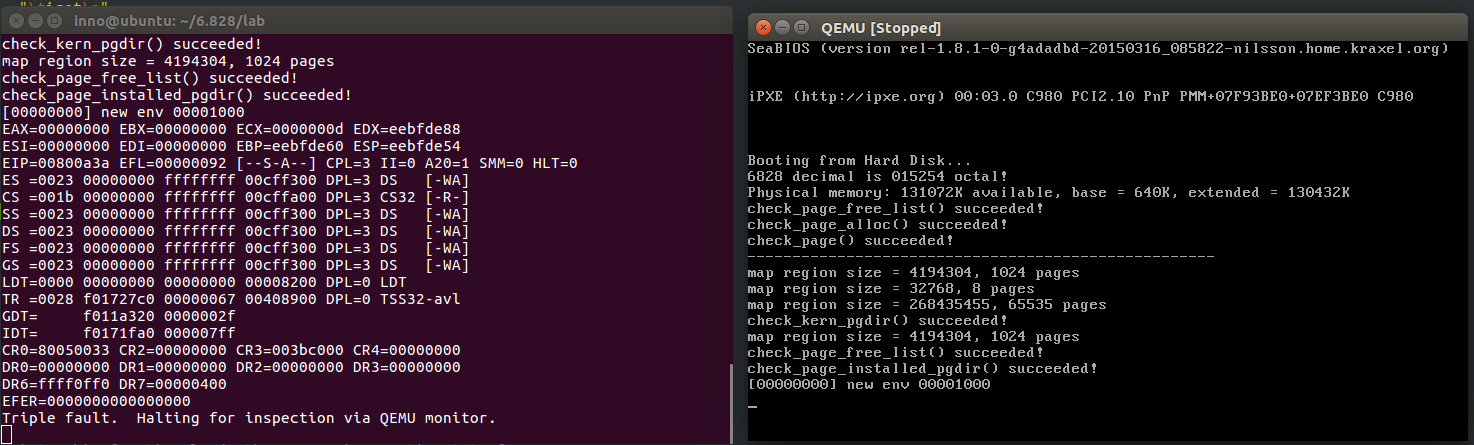 inno@ubuntu: ~/6.828/lab
check_kern_pgdir() succeeded!
map region size = 4194304, 1024 pages
check_page_free_list() succeeded!
check_page_installed_pgdir() succeeded!
[00000000] new env 00001000
EAX=00000000 EBX=00000000 ECX=0000000d EDX=eebfde88
ESI=00000000 EDI=00000000 EBP=eebfde60 ESP=eebfde54
EIP=00800a3a EFL=00000092 [--S-A--] CPL=3 II=0 A20=1 SMM=0 HLT=0
ES =0023 00000000 ffffffff 00cff300 DPL=3 DS   [-WA]
CS =001b 00000000 ffffffff 00cffa00 DPL=3 CS32 [-R-]
SS =0023 00000000 ffffffff 00cff300 DPL=3 DS   [-WA]
DS =0023 00000000 ffffffff 00cff300 DPL=3 DS   [-WA]
FS =0023 00000000 ffffffff 00cff300 DPL=3 DS   [-WA]
GS =0023 00000000 ffffffff 00cff300 DPL=3 DS   [-WA]
LDT=0000 00000000 00000000 00008200 DPL=0 LDT
TR =0028 f01727c0 00000067 00408900 DPL=0 TSS32-avl
GDT=     f011a320 0000002f
IDT=     f0171fa0 000007ff
CR0=80050033 CR2=00000000 CR3=003bc000 CR4=00000000
DR0=00000000 DR1=00000000 DR2=00000000 DR3=00000000
DR6=ffff0ff0 DR7=00000400
EFER=0000000000000000
Triple fault.  Halting for inspection via QEMU monitor.
QEMU [Stopped]
SeaBIOS (version rel-1.8.1-0-g4adadbd-20150316_085822-nilsson.home.kraxel.org)
iPXE (http://ipxe.org) 00:03.0 C980 PCI2.10 PnP PMM+07F93BE0+07EF3BE0 C980
Booting from Hard Disk...
6828 decimal is 015254 octal!
Physical memory: 131072K available, base = 640K, extended = 130432K
check_page_free_list() succeeded!
check_page_alloc() succeeded!
check_page() succeeded!
----------------------------------------------------
map region size = 4194304, 1024 pages
map region size = 32768, 8 pages
map region size = 268435455, 65535 pages
check_kern_pgdir() succeeded!
map region size = 4194304, 1024 pages
check_page_free_list() succeeded!
check_page_installed_pgdir() succeeded!
[00000000] new env 00001000